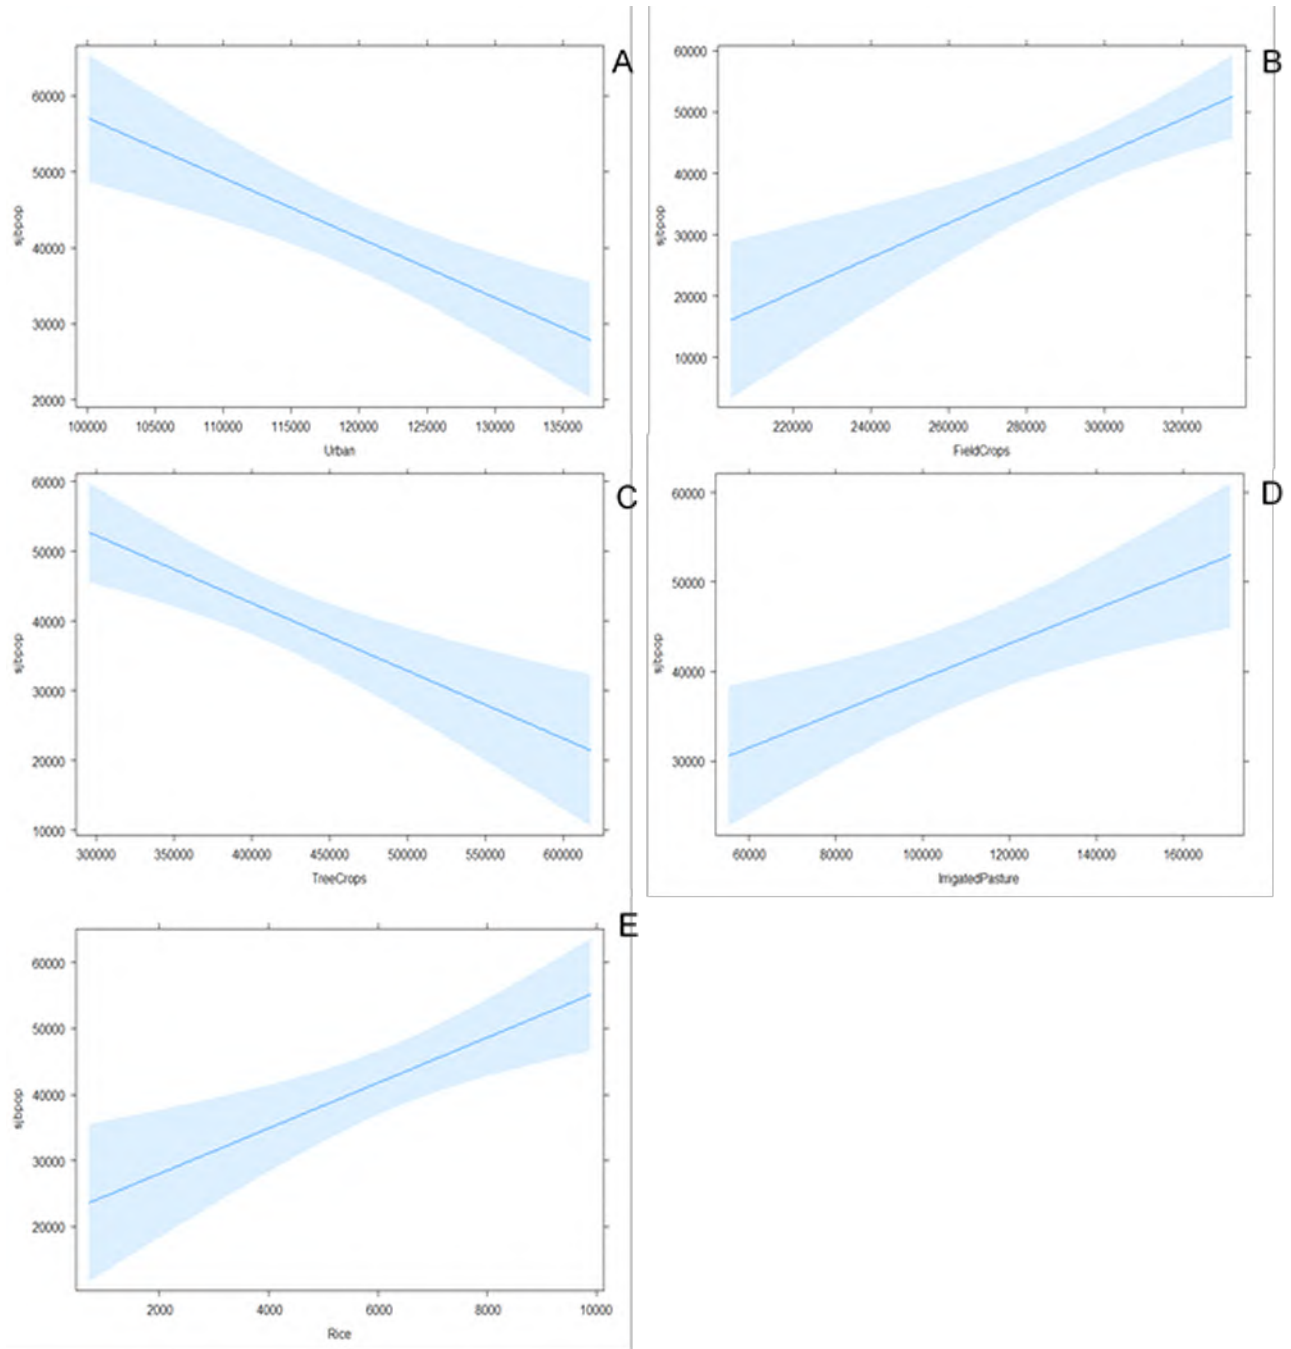 A
60000
50000
40000
30000
20000
sjbpop
100000 105000 110000 115000 120000 125000 130000 135000
Urban
B
60000
50000
40000
30000
20000
10000
sjbpop
220000 240000 260000 280000 300000 320000
FieldCrops
C
60000
50000
40000
30000
20000
10000
sjbpop
300000 350000 400000 450000 500000 550000 600000
TreeCrops
D
60000
50000
40000
30000
sjbpop
60000 80000 100000 120000 140000 160000
IrrigatedPasture
E
60000
50000
40000
30000
20000
sjbpop
2000 4000 6000 8000 10000
Rice